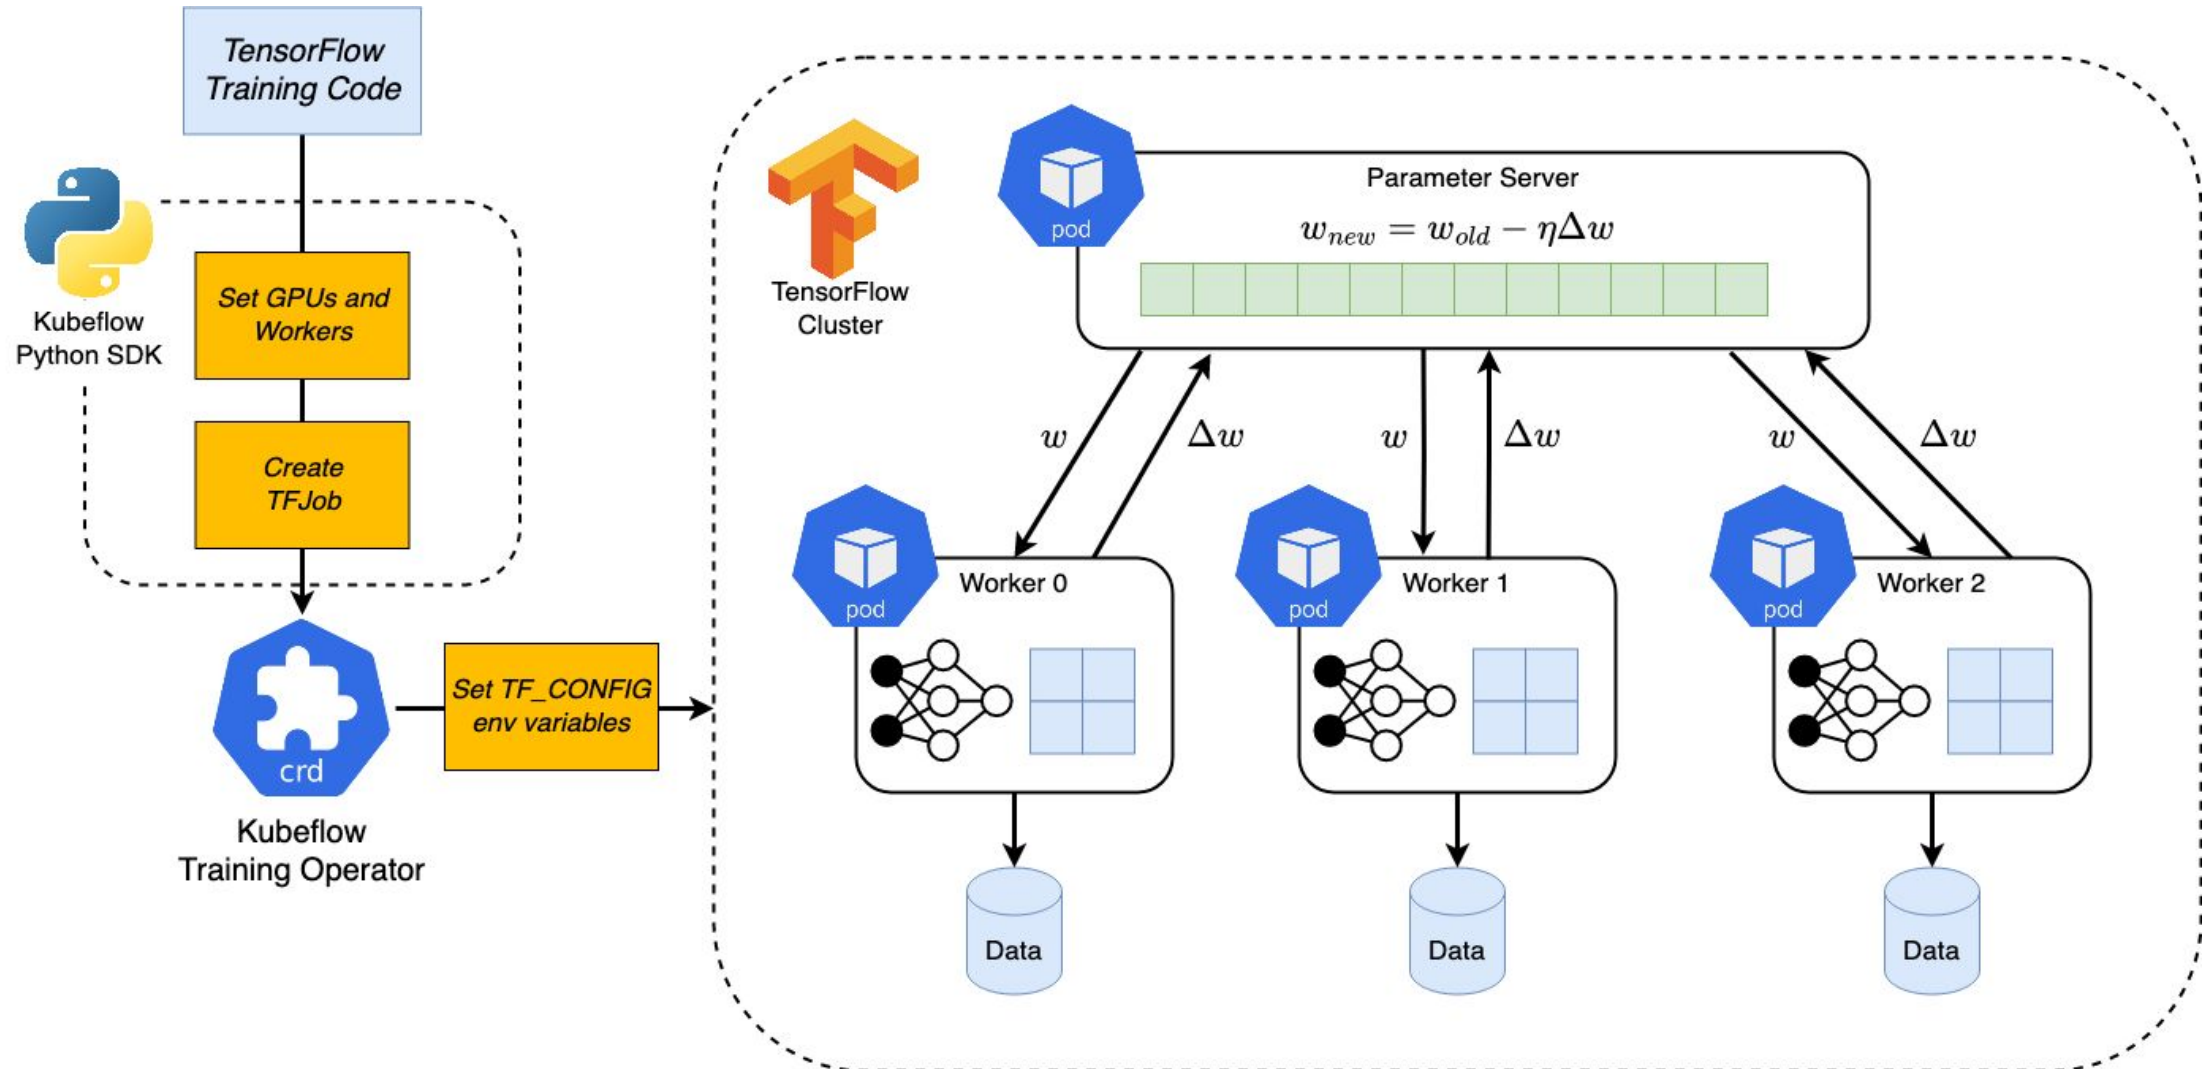 TensorFlow
Training Code
Kubeflow
Python SDK
Set GPUs and
Workers
Create
TFJob
crd
Kubeflow
Training Operator
Set TF_CONFIG
env variables
TensorFlow
Cluster
pod
Parameter Server
w_new = w_old − ηΔw
w
Δw
w
Δw
w
Δw
pod
Worker 0
pod
Worker 1
pod
Worker 2
Data
Data
Data